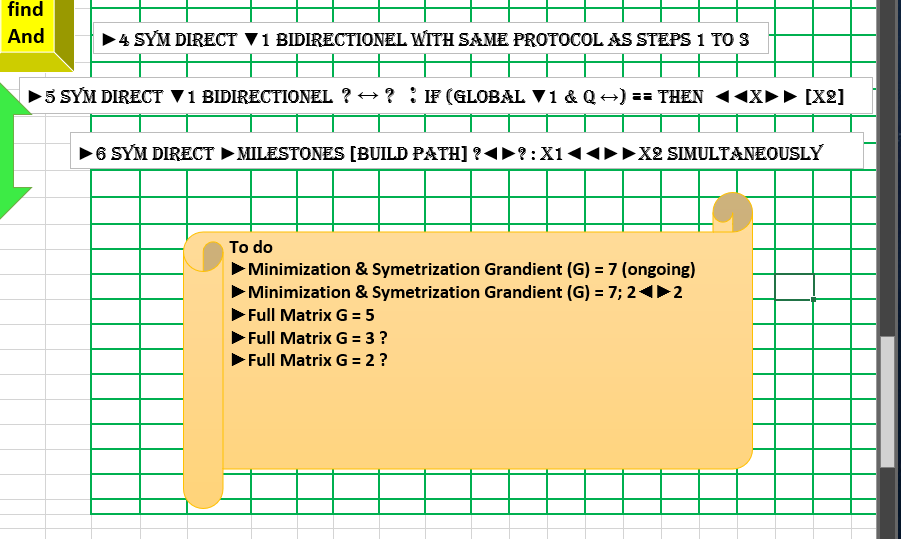 find
And
►4 SYM DIRECT ▼1 BIDIRECTIONEL WITH SAME PROTOCOL AS STEPS 1 TO 3
►5 SYM DIRECT ▼1 BIDIRECTIONEL ? ↔ ? : IF (GLOBAL ▼1 & Q ↔) == THEN ◄◄X►► [X2]
►6 SYM DIRECT ►MILESTONES [BUILD PATH] ?◄►? : X1◄◄►►X2 SIMULTANEOUSLY
To do
►Minimization & Symetrization Grandient (G) = 7 (ongoing)
►Minimization & Symetrization Grandient (G) = 7; 2◄►2
►Full Matrix G = 5
►Full Matrix G = 3 ?
►Full Matrix G = 2 ?